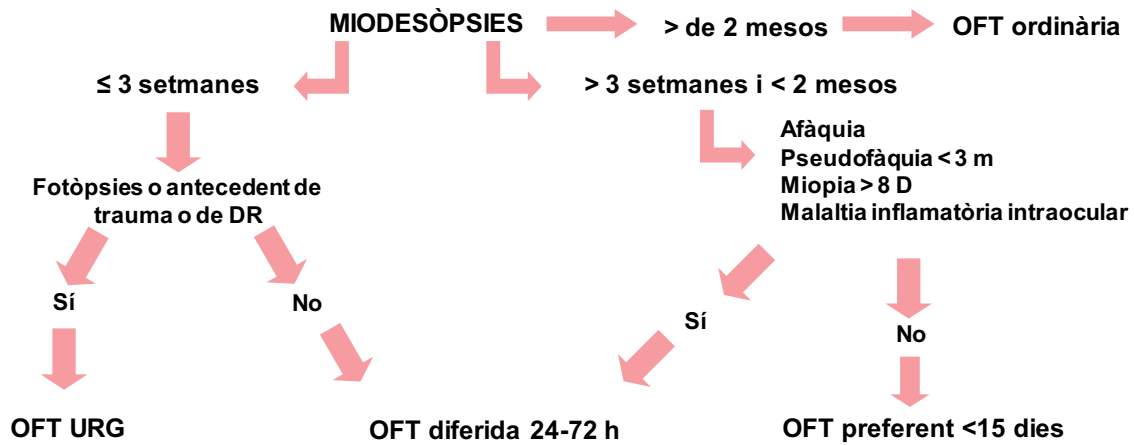 MIODESÒPSIES
> de 2 mesos
OFT ordinària
≤ 3 setmanes
> 3 setmanes i < 2 mesos
Afàquia
Pseudofàquia < 3 m
Miopia > 8 D
Malaltia inflamatòria intraocular
Fotòpsies o antecedent de
trauma o de DR
Sí
No
Sí
No
OFT URG
OFT diferida 24-72 h
OFT preferent <15 dies